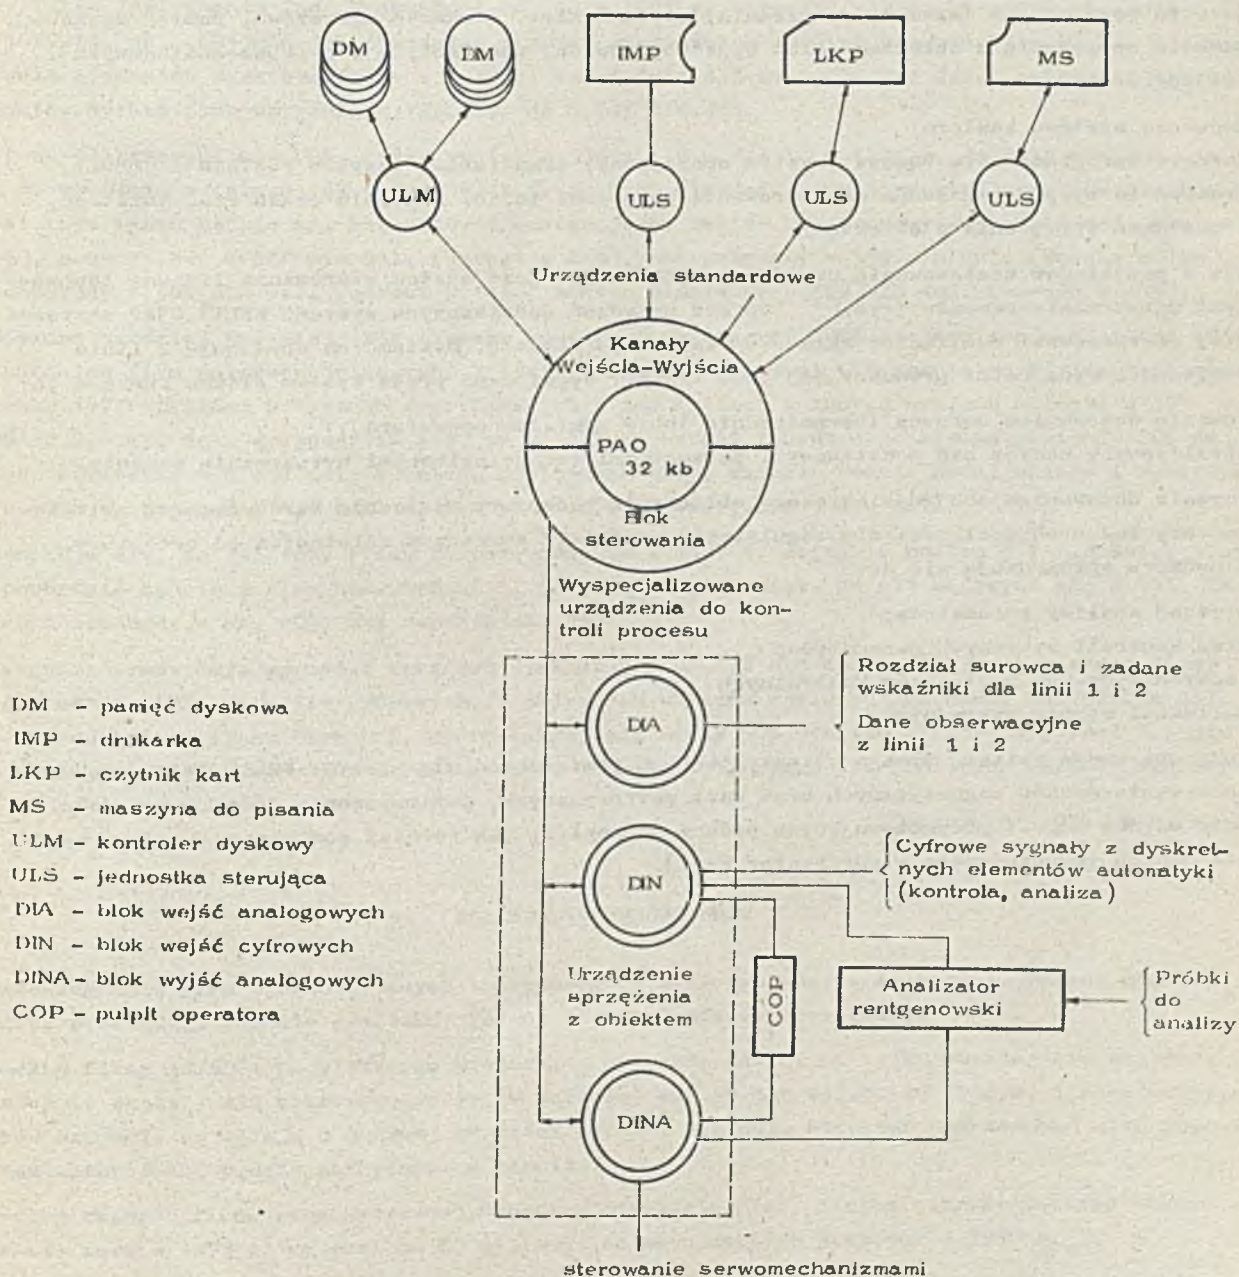 DM
DM
IMP
LKP
MS
ULM
ULS
ULS
ULS
Urządzenia standardowe
Kanały
Wejścia-Wyjścia
PAO
32 kb
Blok
sterowania
Wyspecjalizowane
urządzenia do kon-
troli procesu
DM - pamięć dyskowa
IMP - drukarka
LKP - czytnik kart
MS - maszyna do pisania
ULM - kontroler dyskowy
ULS - jednostka sterująca
DIA - blok wejść analogowych
DIN - blok wejść cyfrowych
DINA - blok wyjść analogowych
COP - pulpit operatora
DIA
Rozdział surowca i zadane
wskaźniki dla linii 1 i 2
Dane obserwacyjne
z linii 1 i 2
DIN
Cyfrowe sygnały z dyskret-
nych elementów automatyki
(kontrola, analiza)
Urządzenie
sprzężenia
z obiektem
COP
Analizator
rentgenowski
Próbki
do
analizy
DINA
sterowanie serwomechanizmami